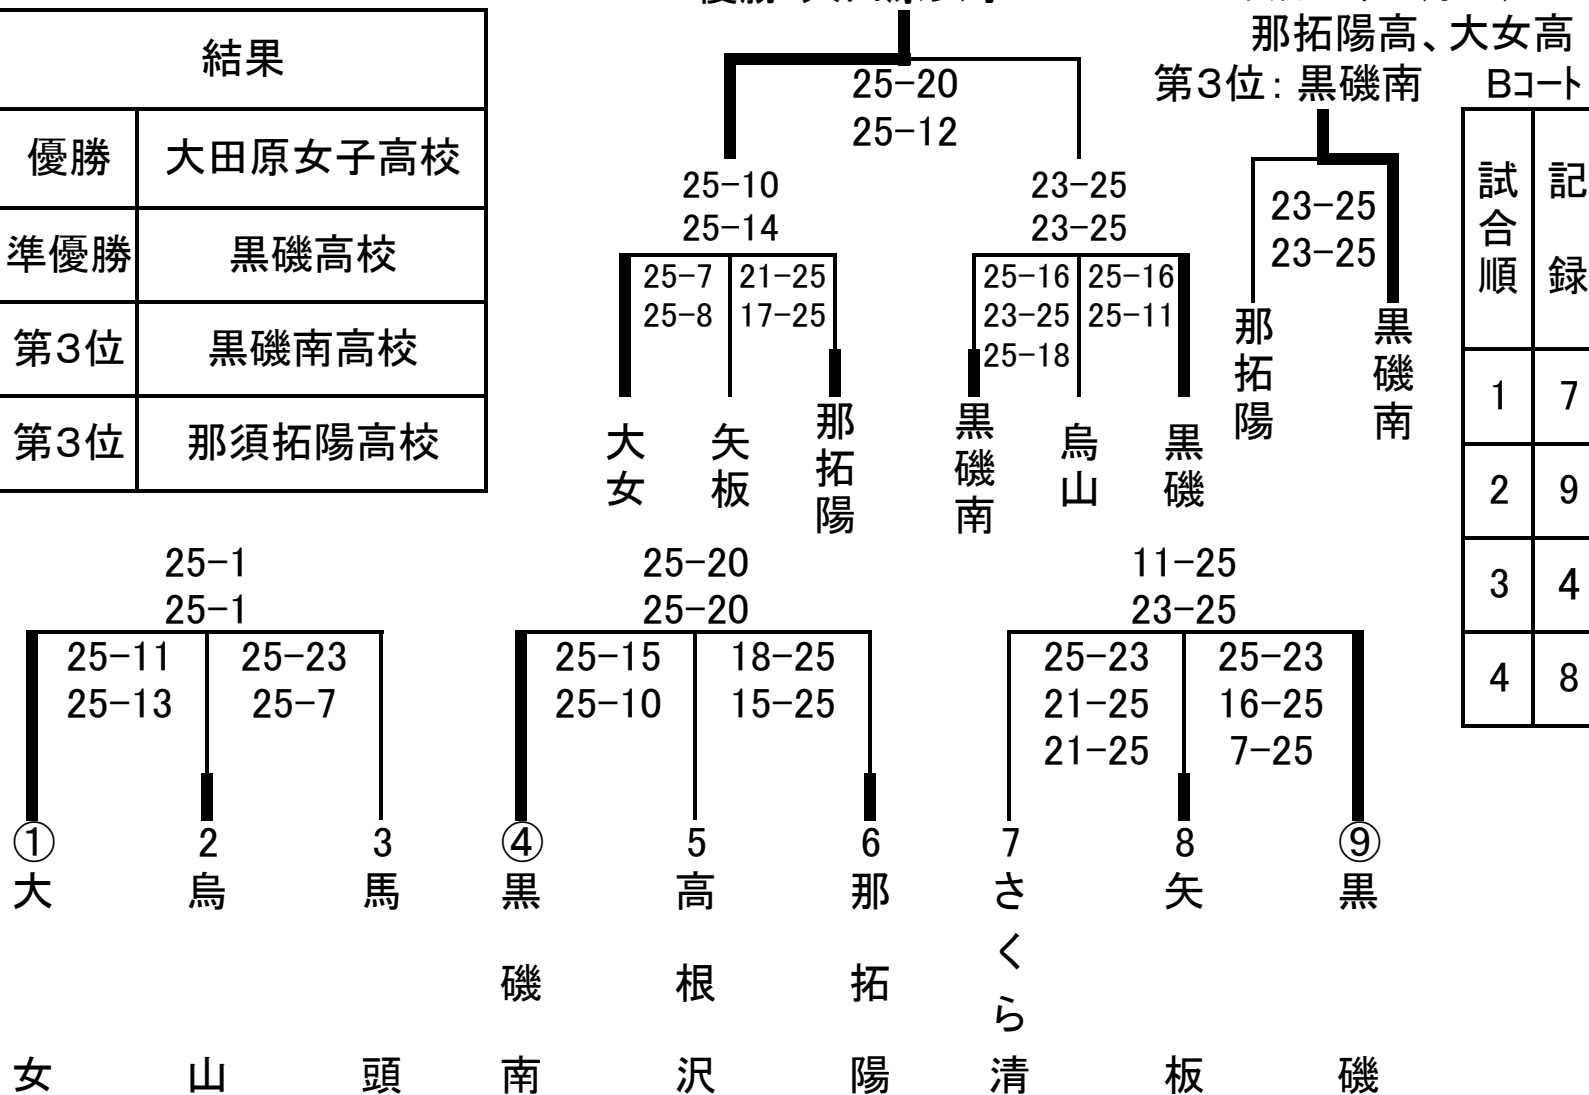 結果
優勝 大田原女子高校
準優勝 黒磯高校
第3位 黒磯南高校
第3位 那須拓陽高校
那拓陽高、大女高
第3位：黒磯南
Bコート
25-20
25-12
25-10
25-14
23-25
23-25
23-25
23-25
25-7 21-25
25-8 17-25
25-16 25-16
23-25 25-11
25-18
大女
矢板
那拓陽
黒磯南
烏山
黒磯
那拓陽
黒磯南
試合順 記録
1 7
2 9
3 4
4 8
25-1
25-1
25-20
25-20
11-25
23-25
25-11 25-23
25-13 25-7
25-15 18-25
25-10 15-25
25-23 25-23
21-25 16-25
21-25 7-25
① 大女
2 烏山
3 馬頭
④ 黒磯南
5 高根沢
6 那拓陽
7 さくら清
8 矢板
⑨ 黒磯